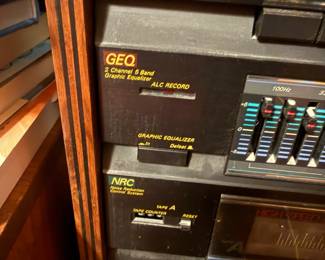 GEQ
2 Channel 5 Band
Graphic Equalizer
ALC RECORD
100Hz
GRAPHIC EQUALIZER
Defeat
NRC
Noise Reduction
Control System
TAPE A
TAPE COUNTER
RESET